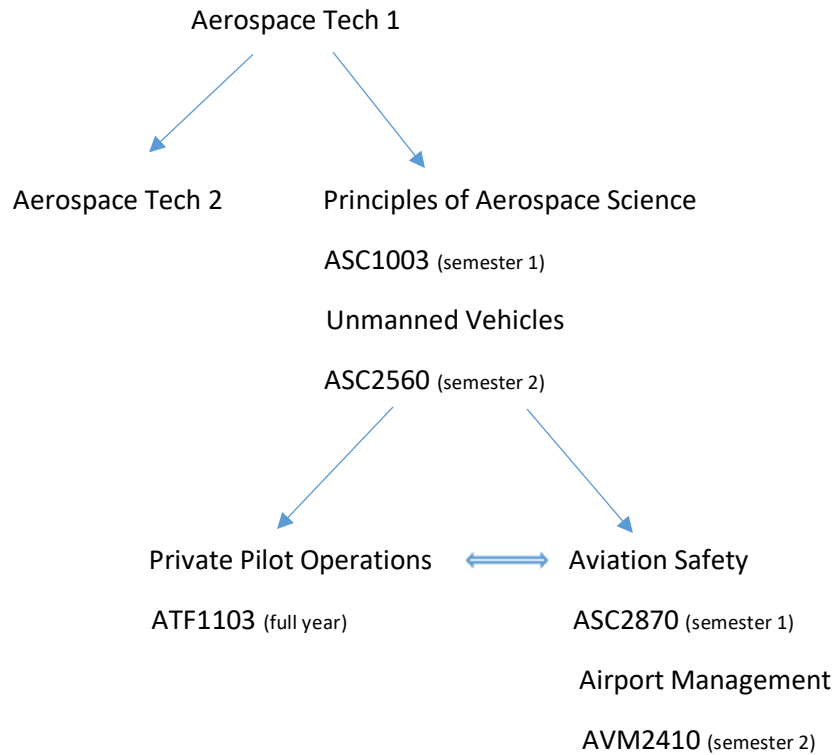 Aerospace Tech 1
Aerospace Tech 2
Principles of Aerospace Science
ASC1003 (semester 1)
Unmanned Vehicles
ASC2560 (semester 2)
Private Pilot Operations
ATF1103 (full year)
Aviation Safety
ASC2870 (semester 1)
Airport Management
AVM2410 (semester 2)